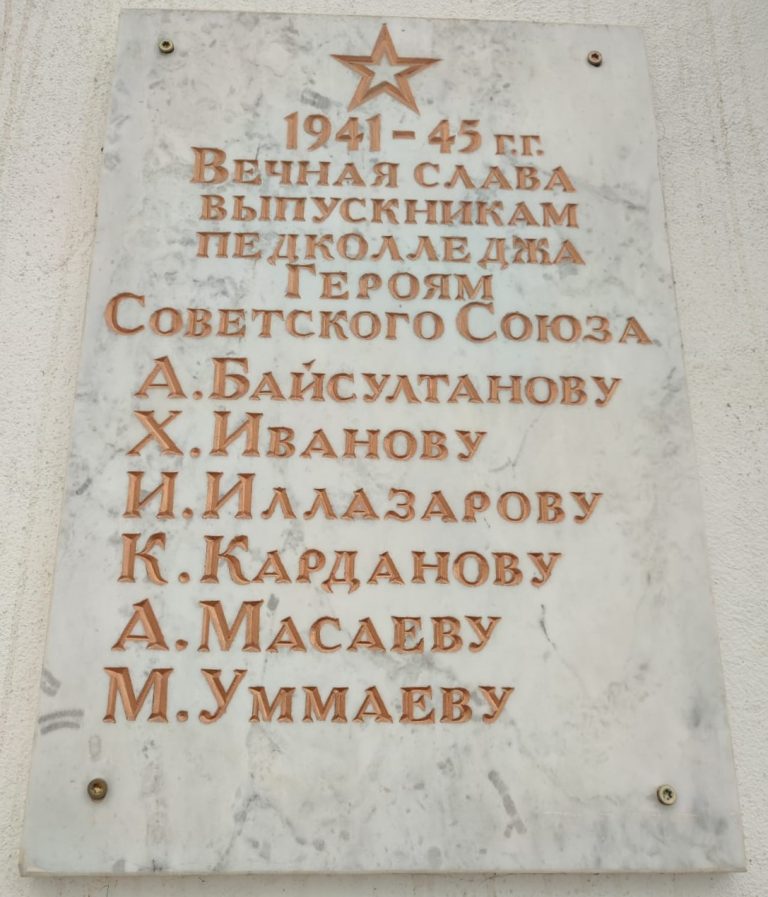 1941-45 г.г.
Вечная слава
выпускникам
педколледжа
Героям
Советского Союза
А. Байсултанову
Х. Иванову
И. Иллазарову
К. Карданову
А. Масаеву
М. Уммаеву